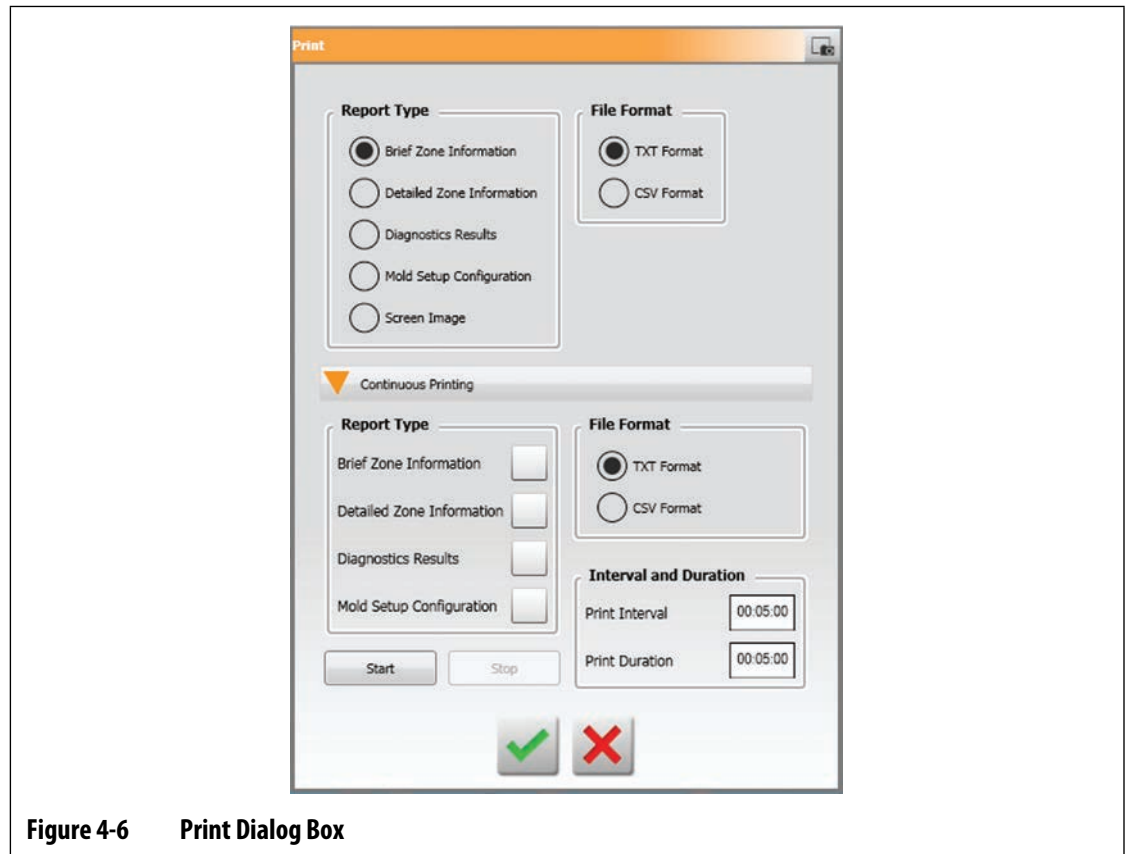 Print
Report Type
Brief Zone Information
Detailed Zone Information
Diagnostics Results
Mold Setup Configuration
Screen Image
File Format
TXT Format
CSV Format
Continuous Printing
Report Type
Brief Zone Information
Detailed Zone Information
Diagnostics Results
Mold Setup Configuration
File Format
TXT Format
CSV Format
Interval and Duration
Print Interval 00:05:00
Print Duration 00:05:00
Start Stop
Figure 4-6 Print Dialog Box